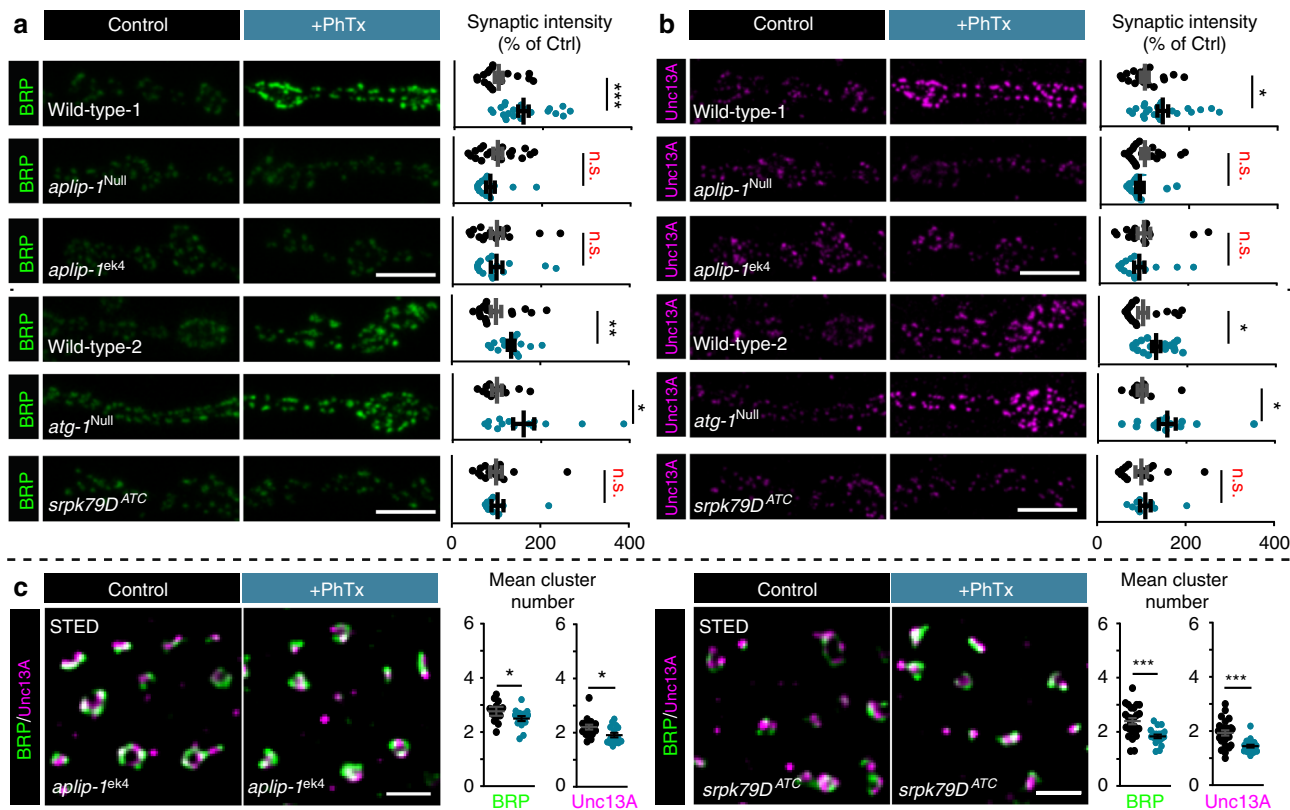 a
Control
+PhTx
Synaptic intensity
(% of Ctrl)
BRP
Wild-type-1
***
BRP
aplip-1Null
n.s.
BRP
aplip-1ek4
n.s.
BRP
Wild-type-2
**
BRP
atg-1Null
*
BRP
srpk79DATC
n.s.
0
200
400
b
Control
+PhTx
Synaptic intensity
(% of Ctrl)
Unc13A
Wild-type-1
*
Unc13A
aplip-1Null
n.s.
Unc13A
aplip-1ek4
n.s.
Unc13A
Wild-type-2
*
Unc13A
atg-1Null
*
Unc13A
srpk79DATC
n.s.
0
200
400
c
Control
+PhTx
Mean cluster
number
BRP/Unc13A
STED
aplip-1ek4
aplip-1ek4
6
4
2
0
*
BRP
6
4
2
0
*
Unc13A
Control
+PhTx
Mean cluster
number
BRP/Unc13A
STED
srpk79DATC
srpk79DATC
6
4
2
0
***
BRP
6
4
2
0
***
Unc13A